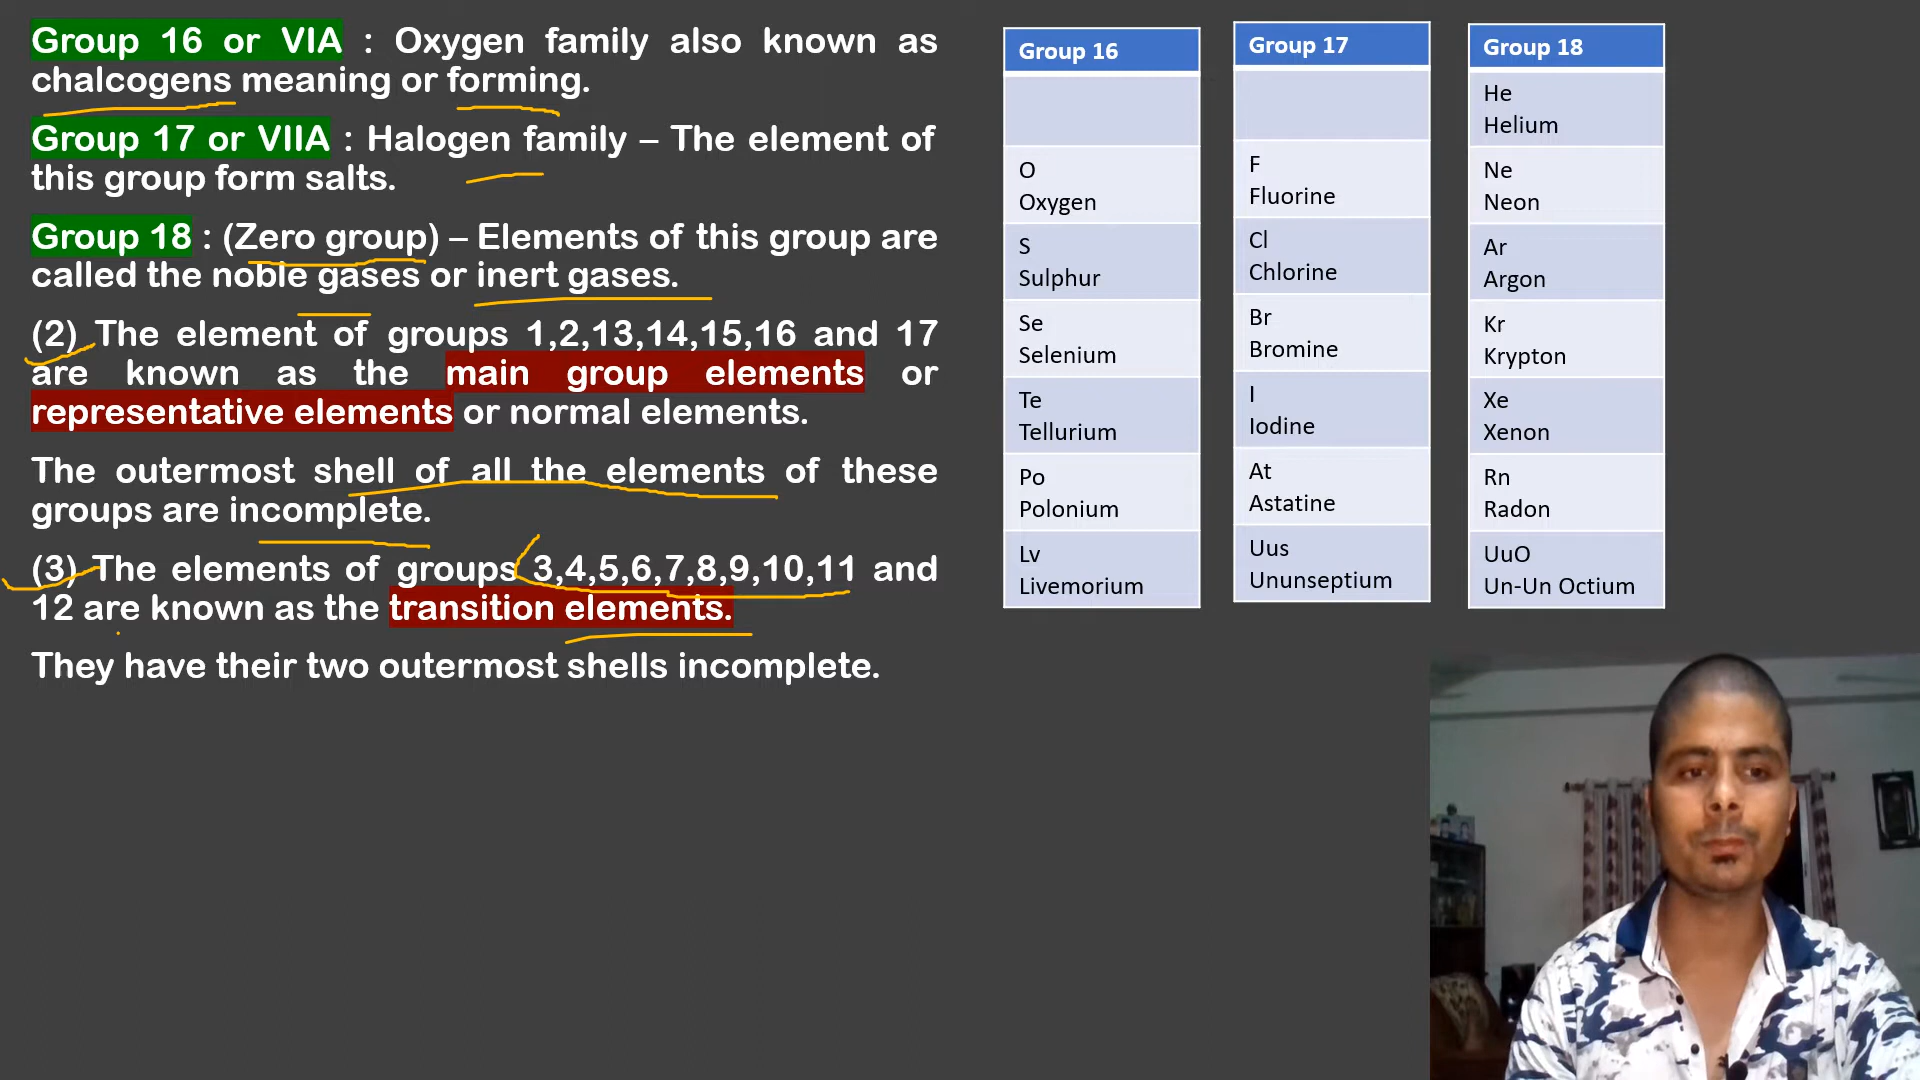 Group 16 or VIA : Oxygen family also known as
chalcogens meaning or forming.
Group 17 or VIIA : Halogen family – The element of
this group form salts.
Group 18 : (Zero group) – Elements of this group are
called the noble gases or inert gases.
(2) The element of groups 1,2,13,14,15,16 and 17
are known as the main group elements or
representative elements or normal elements.
The outermost shell of all the elements of these
groups are incomplete.
(3) The elements of groups 3,4,5,6,7,8,9,10,11 and
12 are known as the transition elements.
They have their two outermost shells incomplete.
Group 16
O
Oxygen
S
Sulphur
Se
Selenium
Te
Tellurium
Po
Polonium
Lv
Livemorium
Group 17
F
Fluorine
Cl
Chlorine
Br
Bromine
I
Iodine
At
Astatine
Uus
Ununseptium
Group 18
He
Helium
Ne
Neon
Ar
Argon
Kr
Krypton
Xe
Xenon
Rn
Radon
UuO
Un-Un Octium